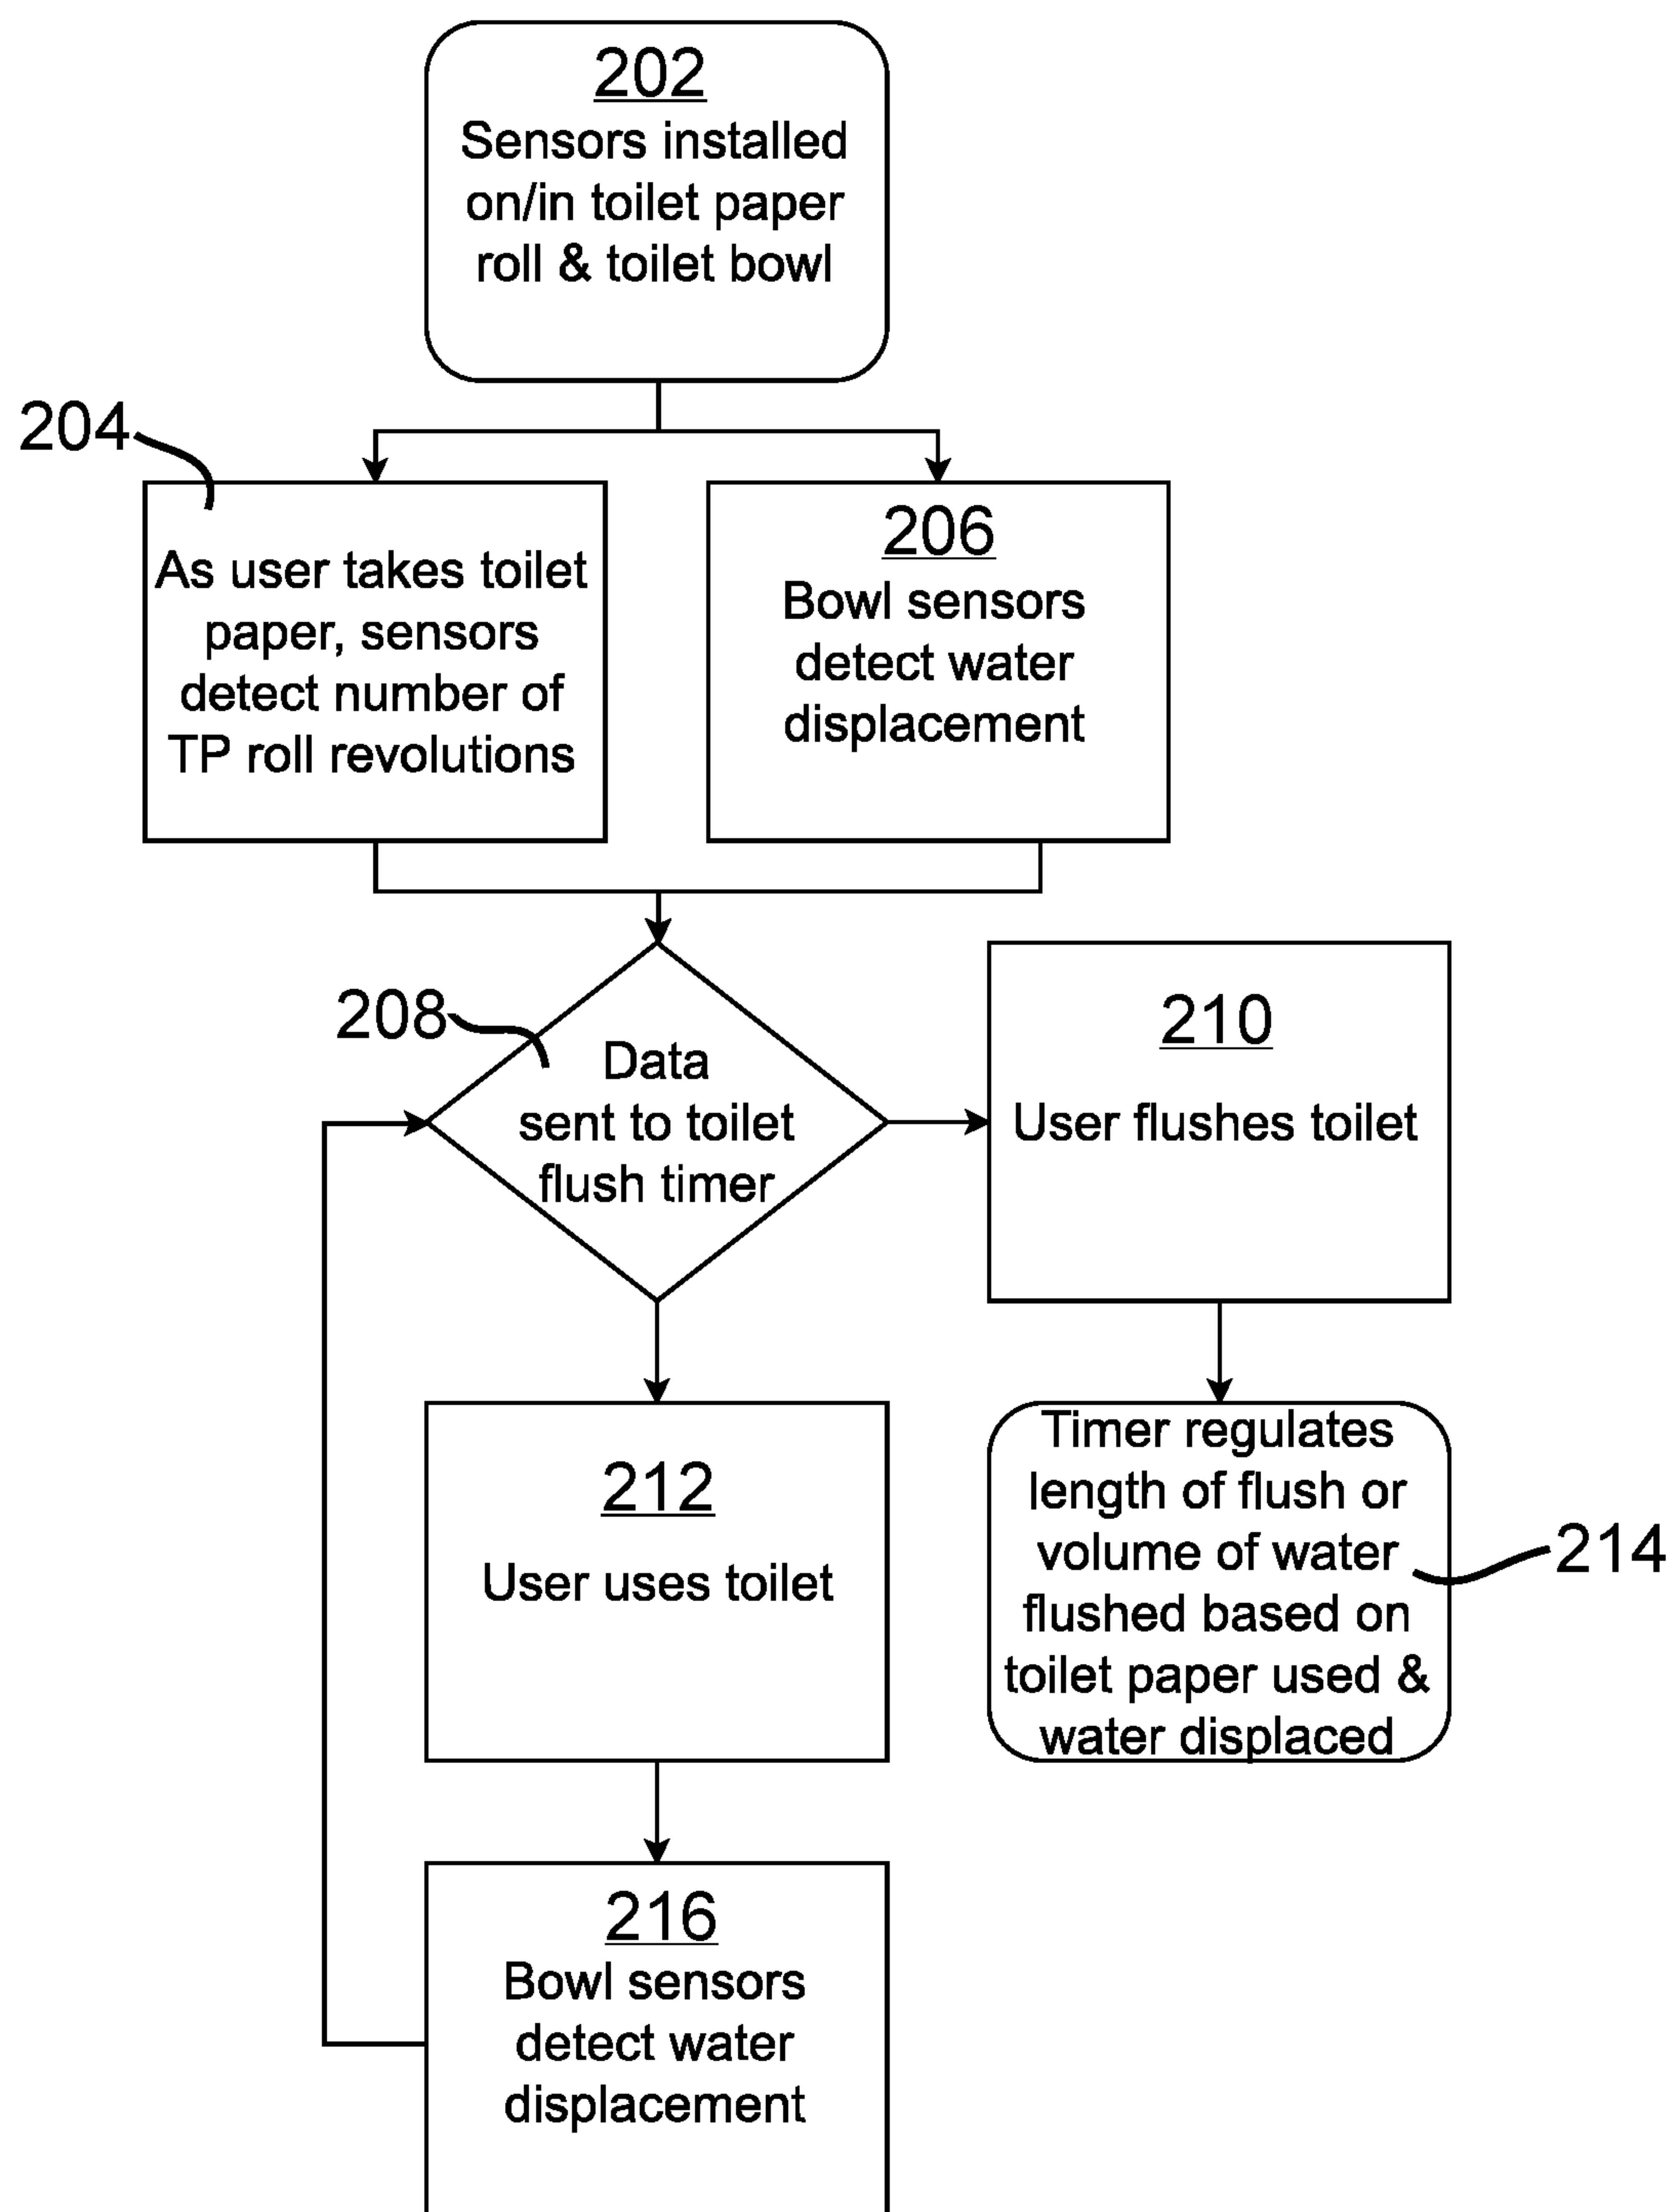 202
Sensors installed
on/in toilet paper
roll & toilet bowl
204
As user takes toilet
paper, sensors
detect number of
TP roll revolutions
206
Bowl sensors
detect water
displacement
208
Data
sent to toilet
flush timer
210
User flushes toilet
212
User uses toilet
Timer regulates
length of flush or
volume of water
flushed based on
toilet paper used &
water displaced
214
216
Bowl sensors
detect water
displacement